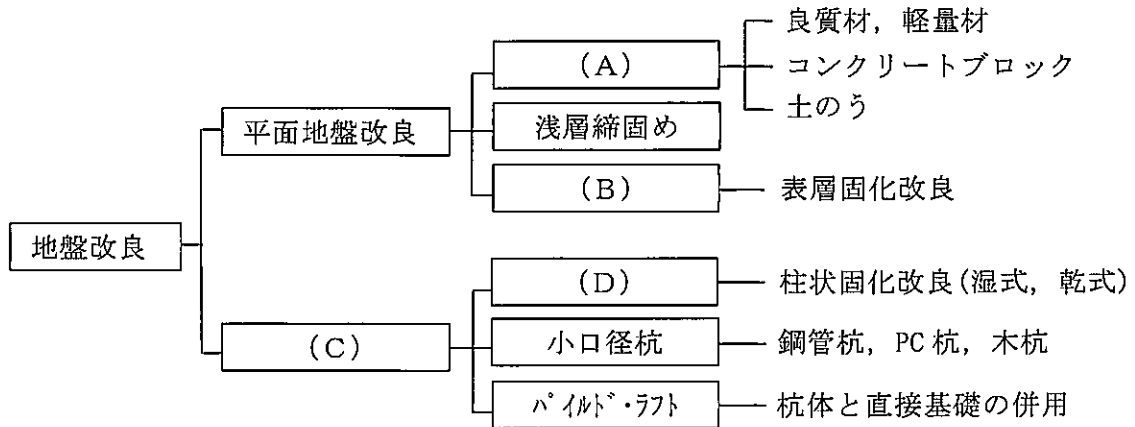 良質材，軽量材
(A)
コンクリートブロック
土のう
平面地盤改良
浅層締固め
(B)
表層固化改良
地盤改良
(D)
柱状固化改良(湿式，乾式)
(C)
小口径杭
鋼管杭，PC杭，木杭
ﾊﾟｲﾙﾄﾞ・ﾗﾌﾄ
杭体と直接基礎の併用